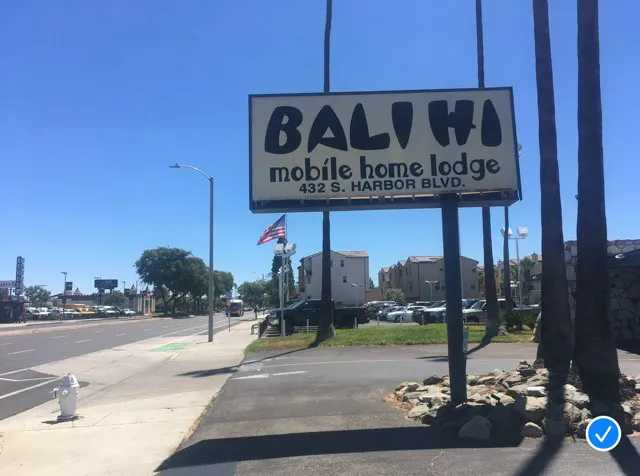 BALI HI
mobile home lodge
432 S. HARBOR BLVD.